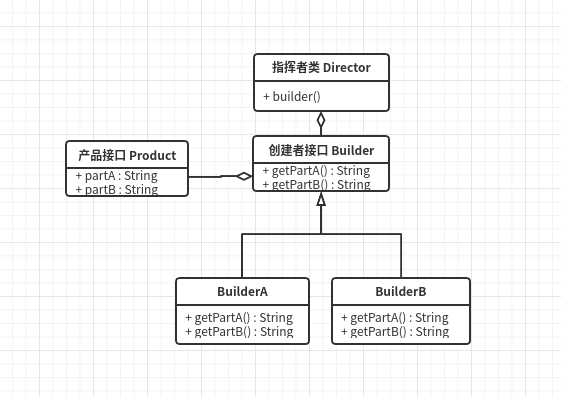 指挥者类 Director
+ builder()
产品接口 Product
+ partA : String
+ partB : String
创建者接口 Builder
+ getPartA() : String
+ getPartB() : String
BuilderA
+ getPartA() : String
+ getPartB() : String
BuilderB
+ getPartA() : String
+ getPartB() : String